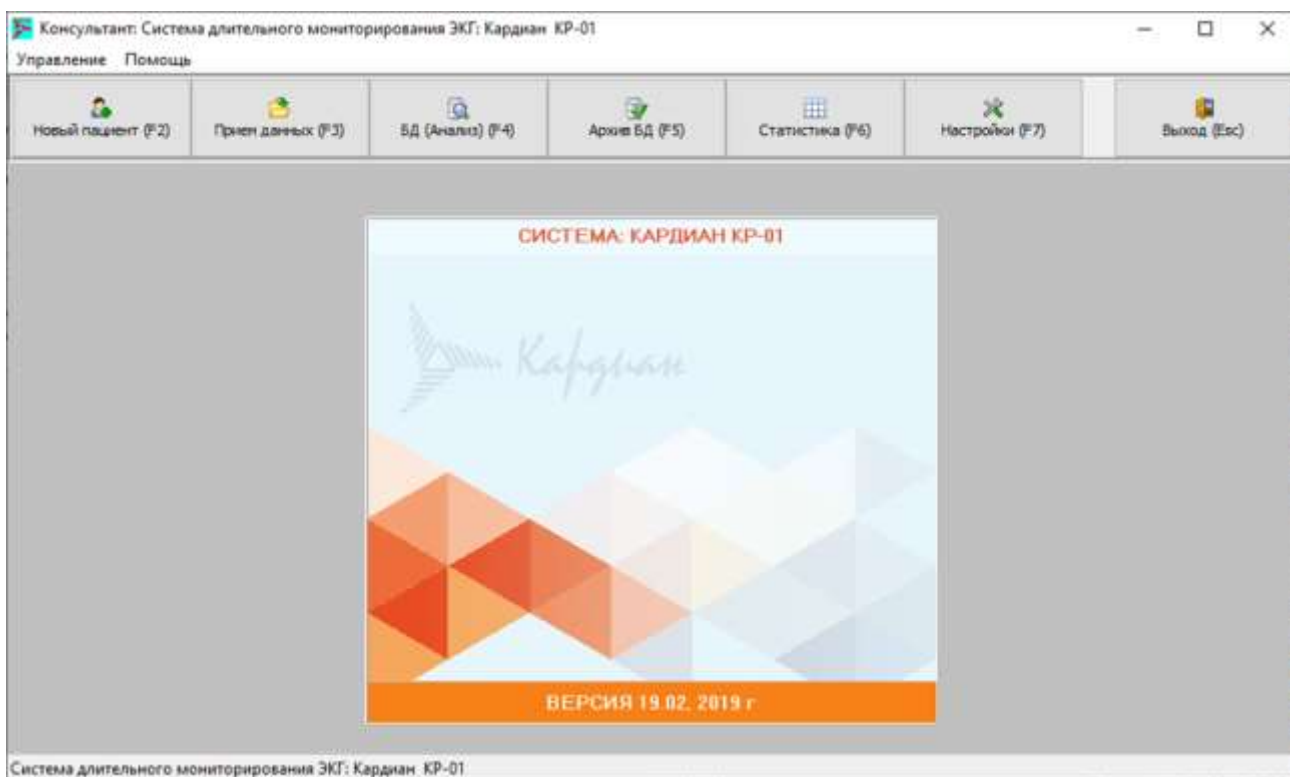 Консультант: Система длительного мониторирования ЭКГ: Кардиан КР-01
Управление Помощь
Новый пациент (F2) Прием данных (F3) БД (Анализ) (F4) Архив БД (F5) Статистика (F6) Настройки (F7) Выход (Esc)
СИСТЕМА: КАРДИАН КР-01
Кардиан
ВЕРСИЯ 19.02, 2019 г
Система длительного мониторирования ЭКГ: Кардиан КР-01